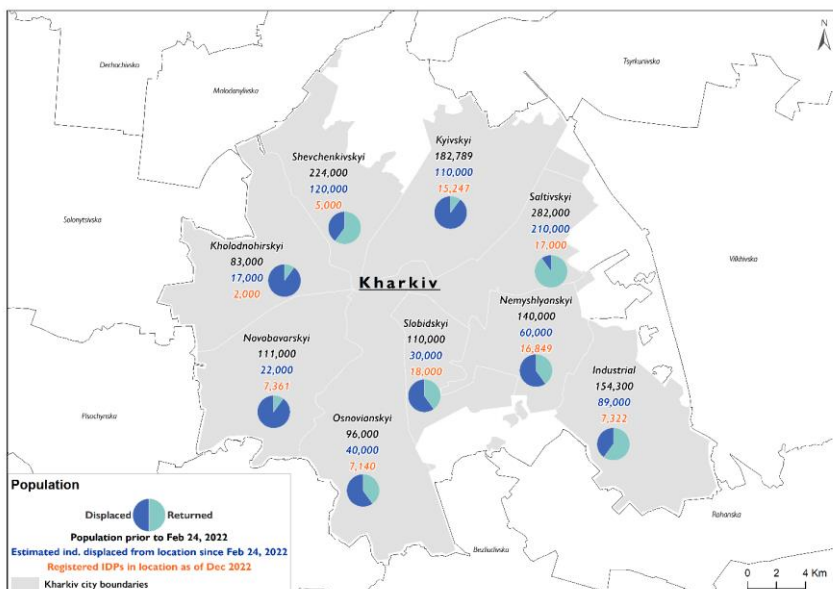 N
Derhachivska
Malodanylivska
Tsyrkunivska
Kyivskyi
182,789
110,000
15,247
Shevchenkivskyi
224,000
120,000
5,000
Saltivskyi
282,000
210,000
17,000
Solonytsivska
Kholodnohirskyi
83,000
17,000
2,000
Vilkhivska
Kharkiv
Nemyshlyanskyi
140,000
60,000
16,849
Slobidskyi
110,000
30,000
18,000
Novobavarskyi
111,000
22,000
7,361
Industrial
154,300
89,000
7,322
Pisochynska
Osnovianskyi
96,000
40,000
7,140
Population
Displaced Returned
Population prior to Feb 24, 2022
Estimated ind. displaced from location since Feb 24, 2022
Registered IDPs in location as of Dec 2022
Kharkiv city boundaries
Rohanska
Bezliudivska
0 2 4 Km